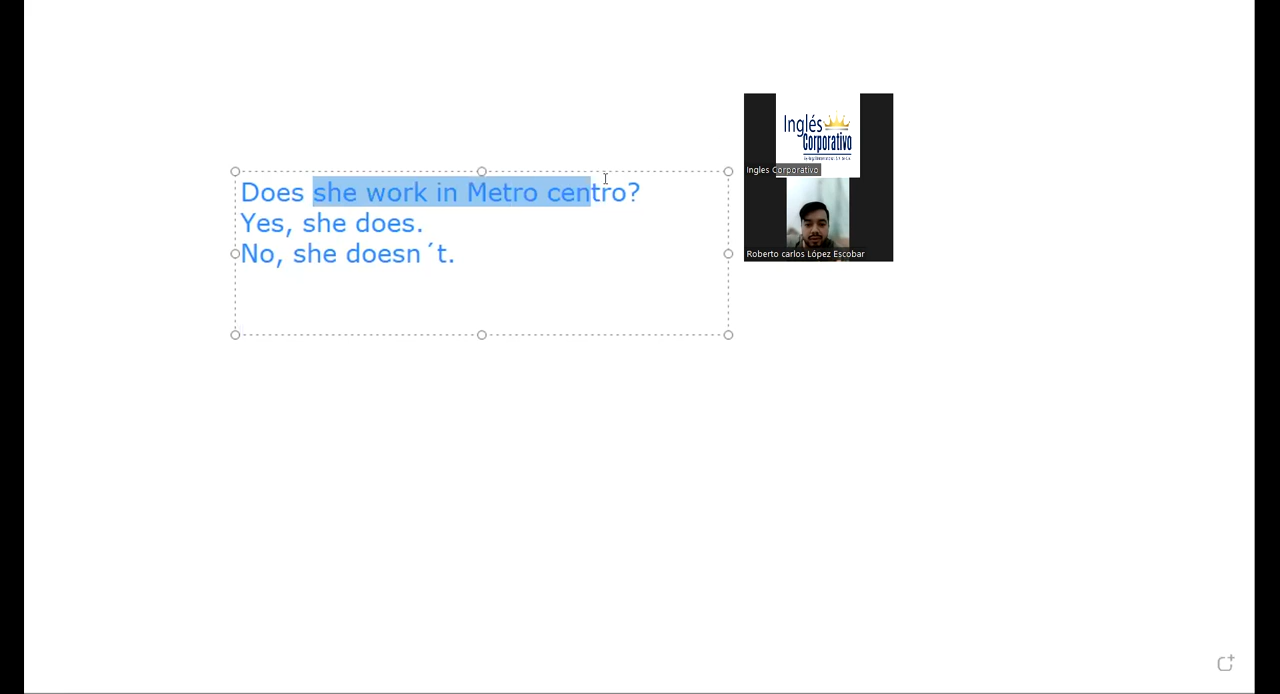 Does she work in Metro centro?
Yes, she does.
No, she doesn´t.
Inglés
Corporativo
Ingles Corporativo
Roberto carlos López Escobar